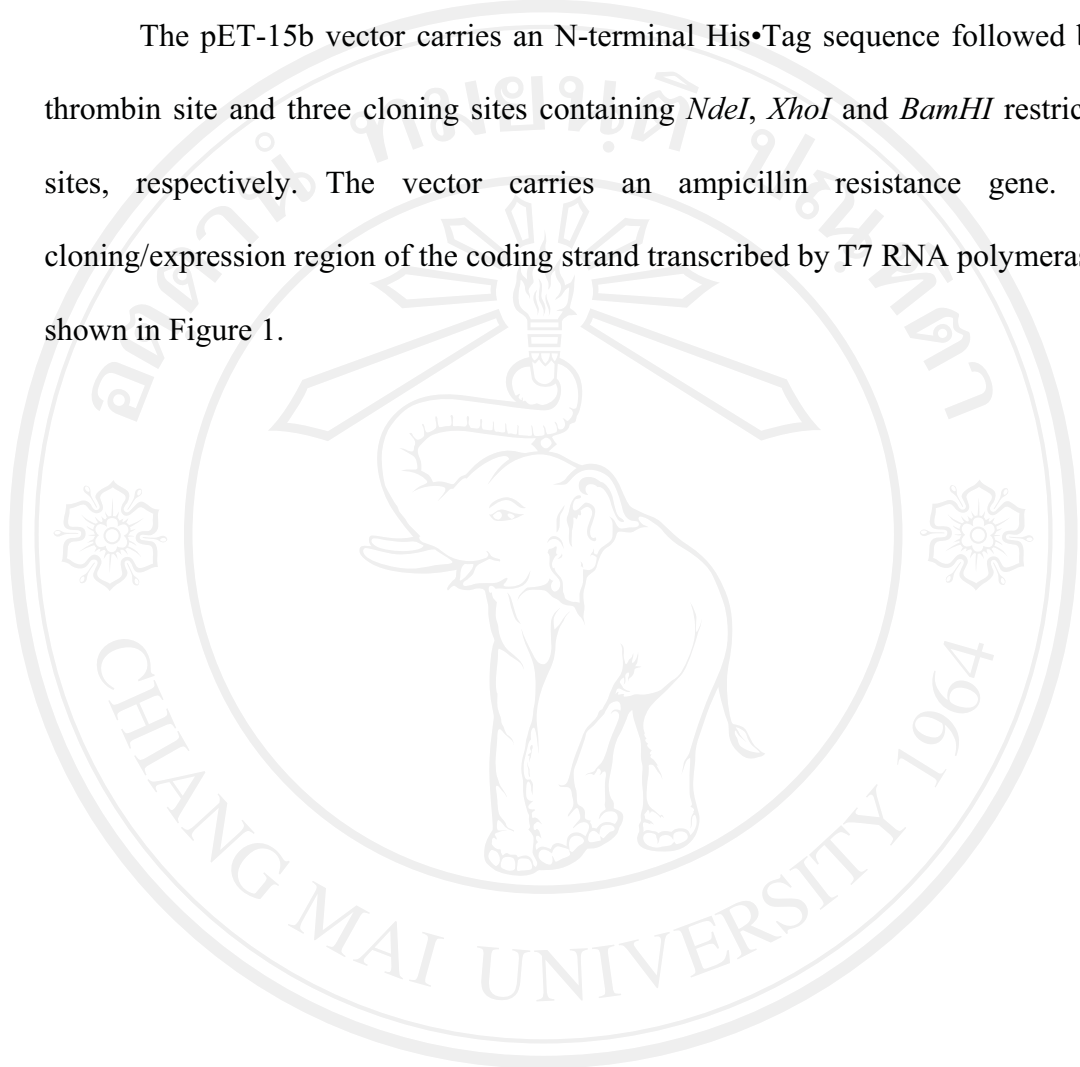 The pET-15b vector carries an N-terminal His•Tag sequence followed
thrombin site and three cloning sites containing NdeI, XhoI and BamHI
sites, respectively. The vector carries an ampicillin resistance gene.
cloning/expression region of the coding strand transcribed by T7 RNA
shown in Figure 1.
CHIANG MAI UNIVERSITY 1964